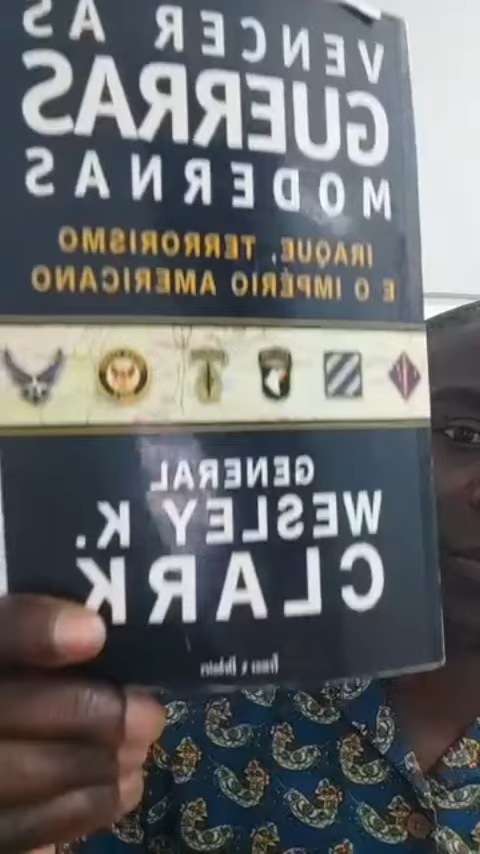 VENCER AS
GUERRAS
MODERNAS
IRAQUE, TERRORISMO
E O IMPÉRIO AMERICANO
GENERAL
WESLEY K.
CLARK